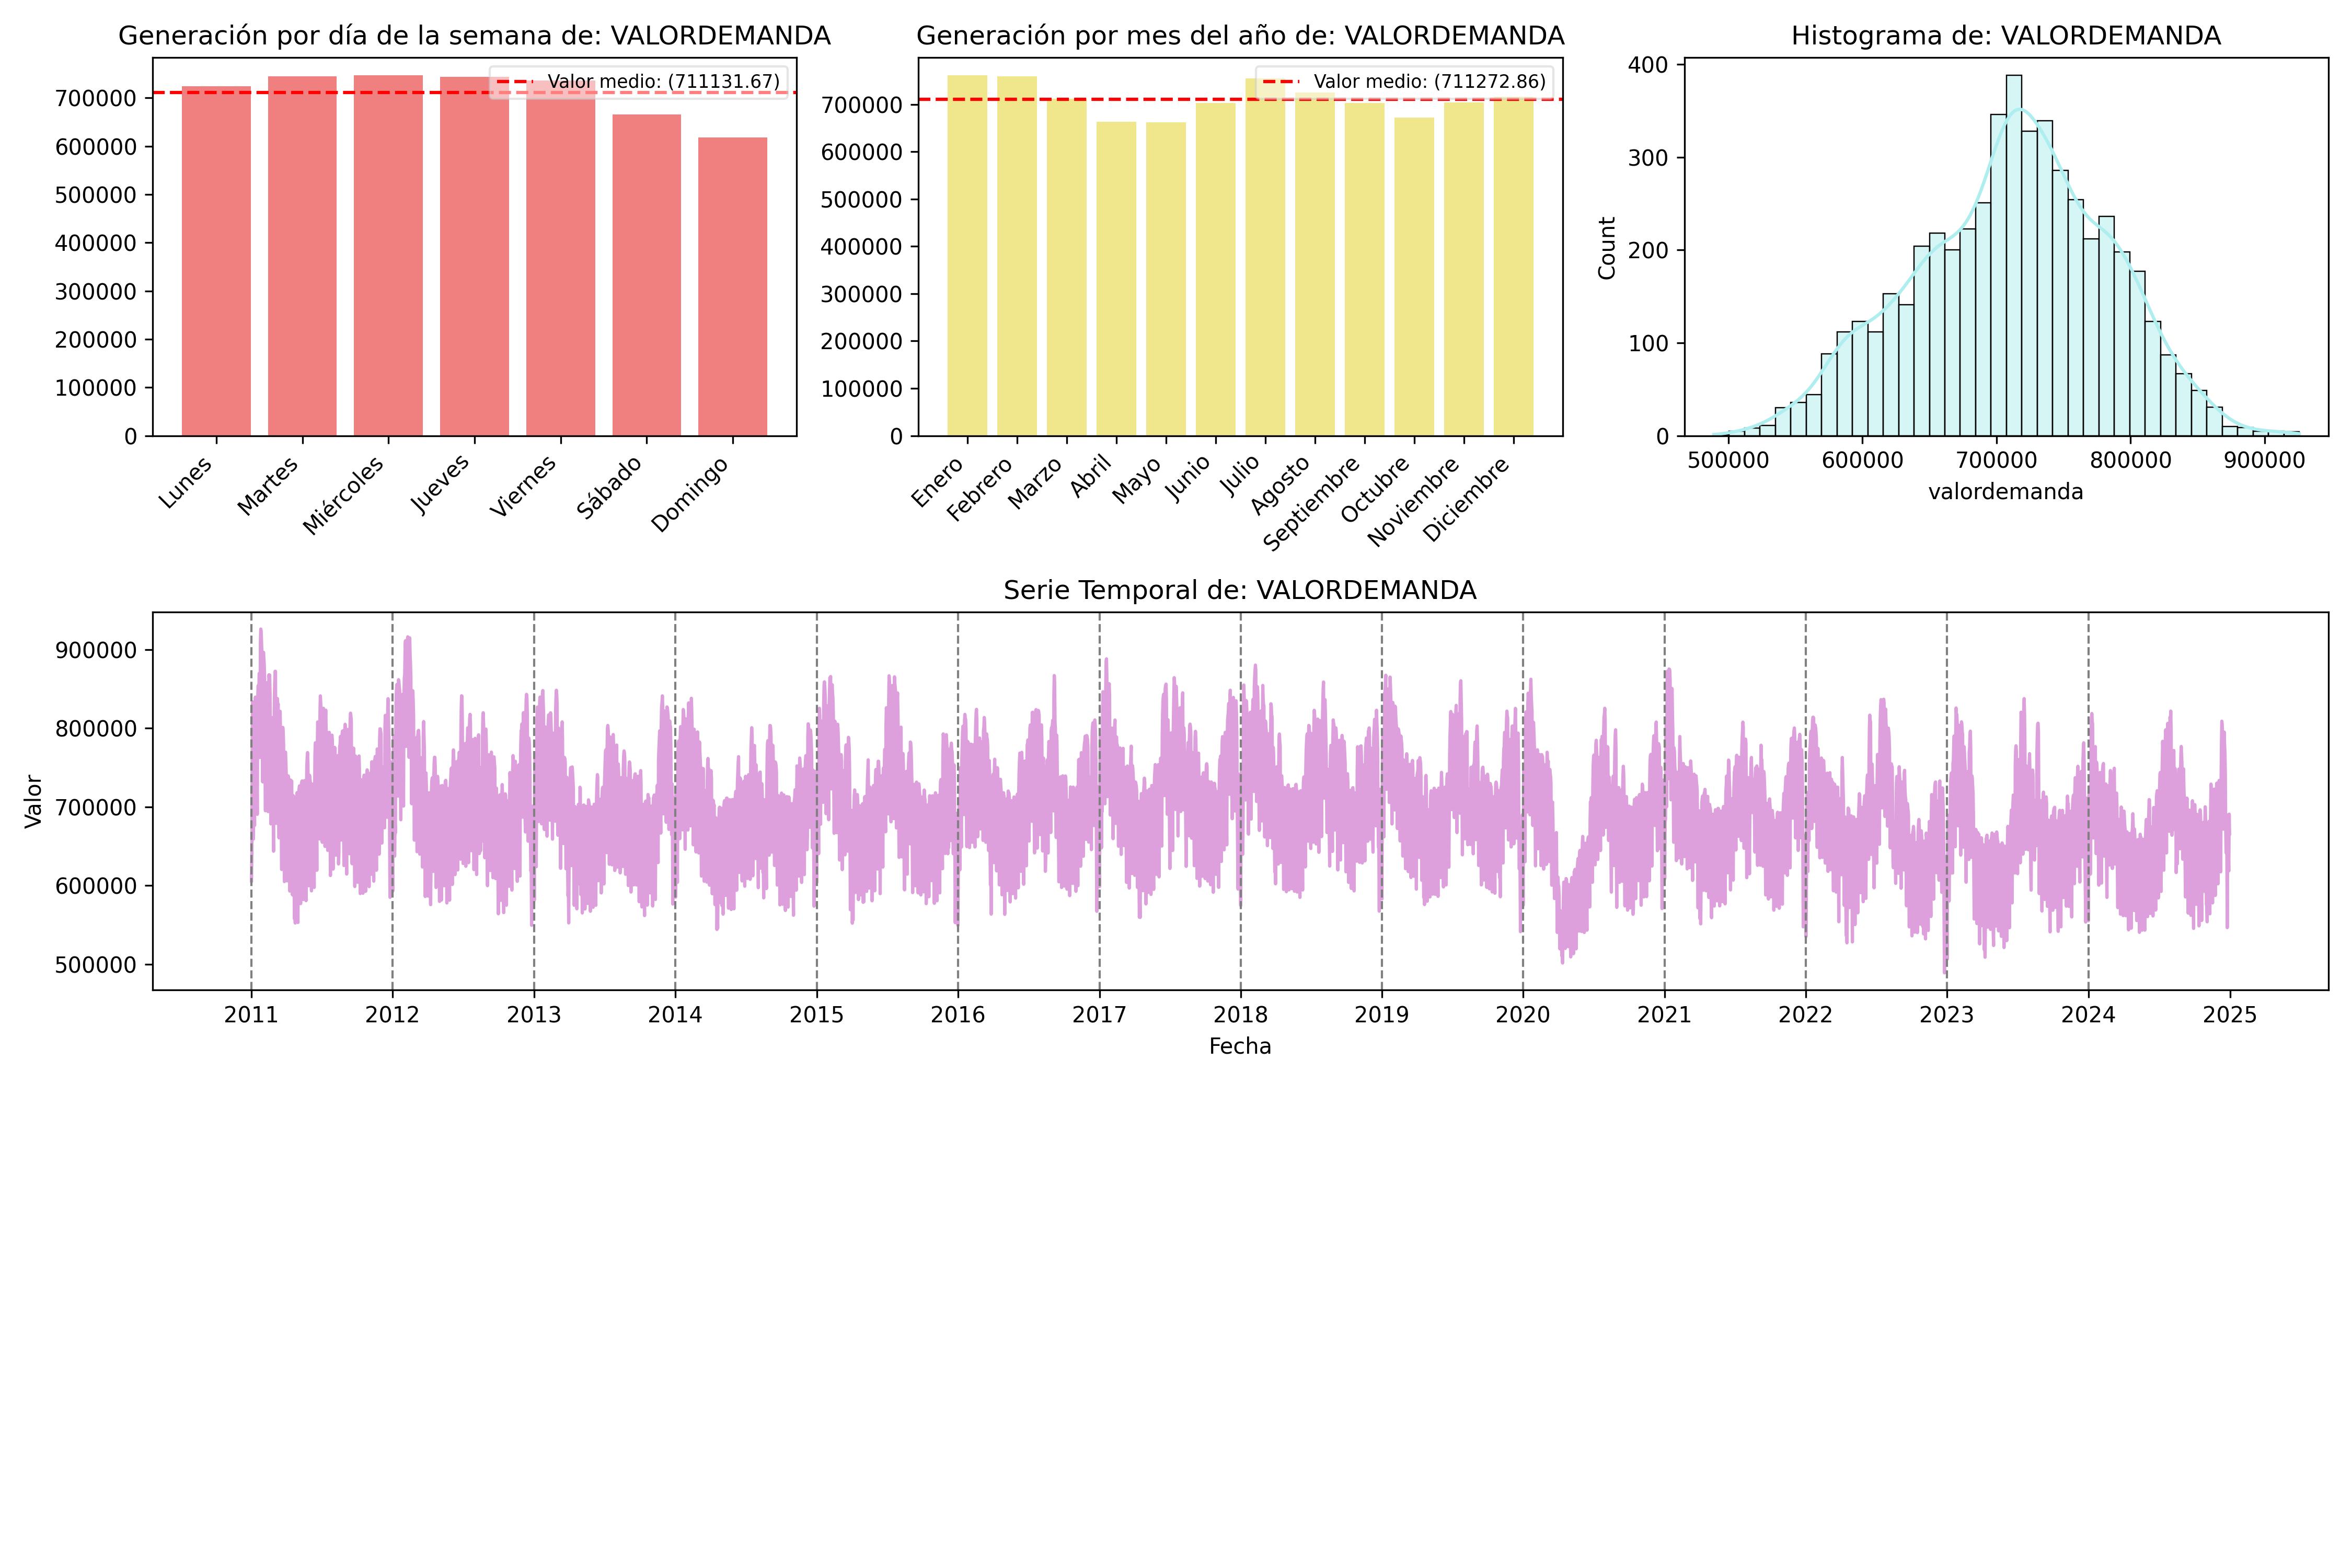 Generación por día de la semana de: VALORDEMANDA
Valor medio: (711131.67)
700000
600000
500000
400000
300000
200000
100000
0
Lunes
Martes
Miércoles
Jueves
Viernes
Sábado
Domingo
Generación por mes del año de: VALORDEMANDA
Valor medio: (711272.86)
700000
600000
500000
400000
300000
200000
100000
0
Enero
Febrero
Marzo
Abril
Mayo
Junio
Julio
Agosto
Septiembre
Octubre
Noviembre
Diciembre
Histograma de: VALORDEMANDA
Count
400
300
200
100
0
500000
600000
700000
800000
900000
valordemanda
Serie Temporal de: VALORDEMANDA
Valor
900000
800000
700000
600000
500000
2011
2012
2013
2014
2015
2016
2017
2018
2019
2020
2021
2022
2023
2024
2025
Fecha